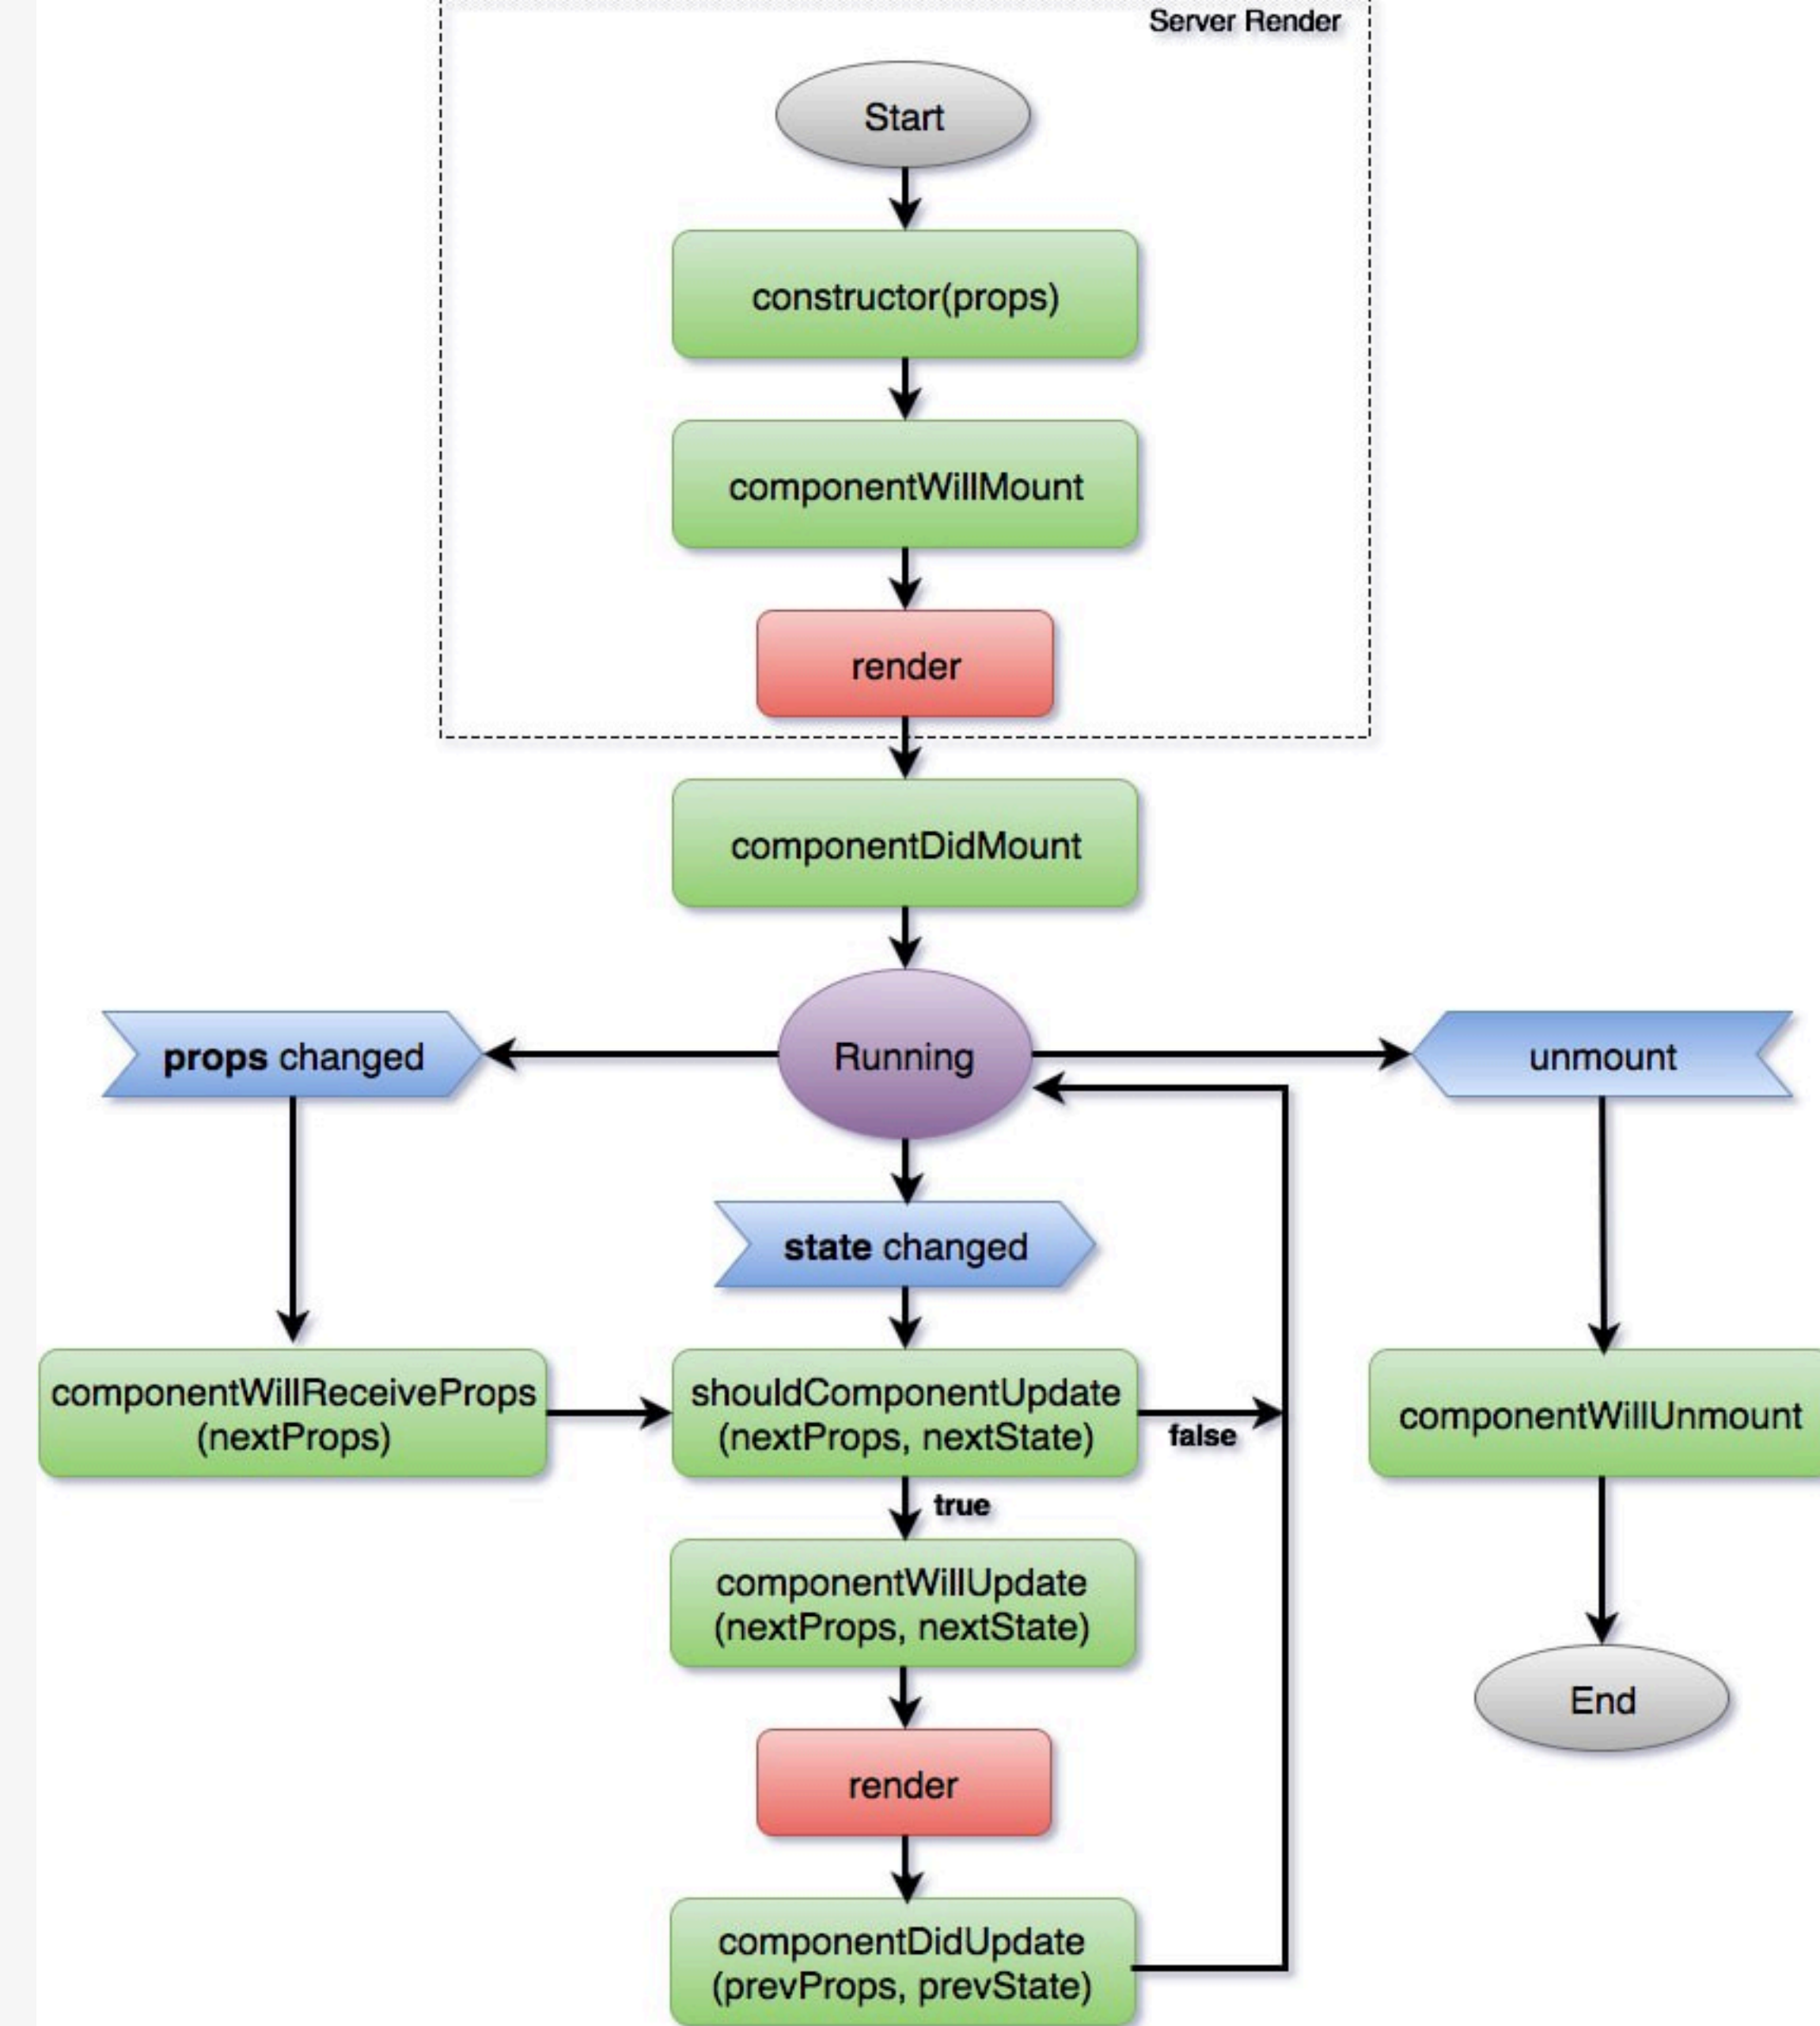 Server Render
Start
constructor(props)
componentWillMount
render
componentDidMount
props changed
Running
unmount
state changed
componentWillReceiveProps
(nextProps)
shouldComponentUpdate
(nextProps, nextState)
false
componentWillUnmount
true
componentWillUpdate
(nextProps, nextState)
End
render
componentDidUpdate
(prevProps, prevState)